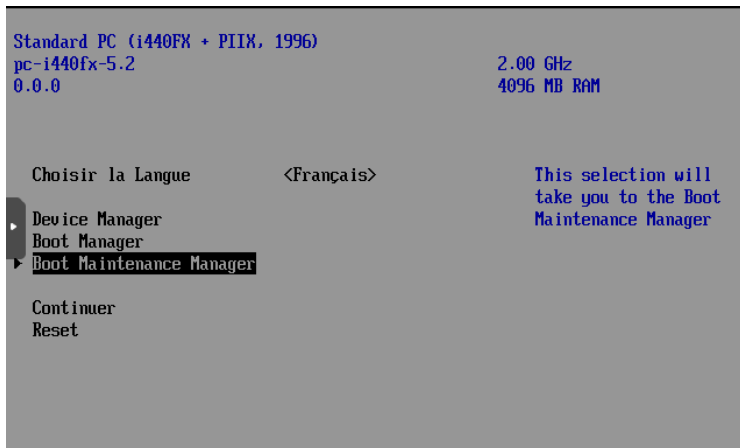 Standard PC (i440FX + PIIX, 1996)
pc-i440fx-5.2 2.00 GHz
0.0.0 4096 MB RAM
Choisir la Langue <Français> This selection will
take you to the Boot
Device Manager Maintenance Manager
Boot Manager
Boot Maintenance Manager
Continuer
Reset